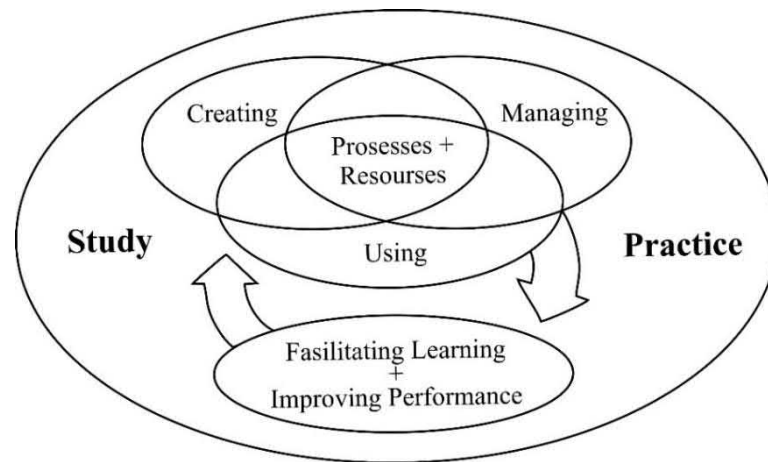 Creating
Managing
Prosesses +
Resourses
Study
Practice
Using
Fasilitating Learning
+
Improving Performance